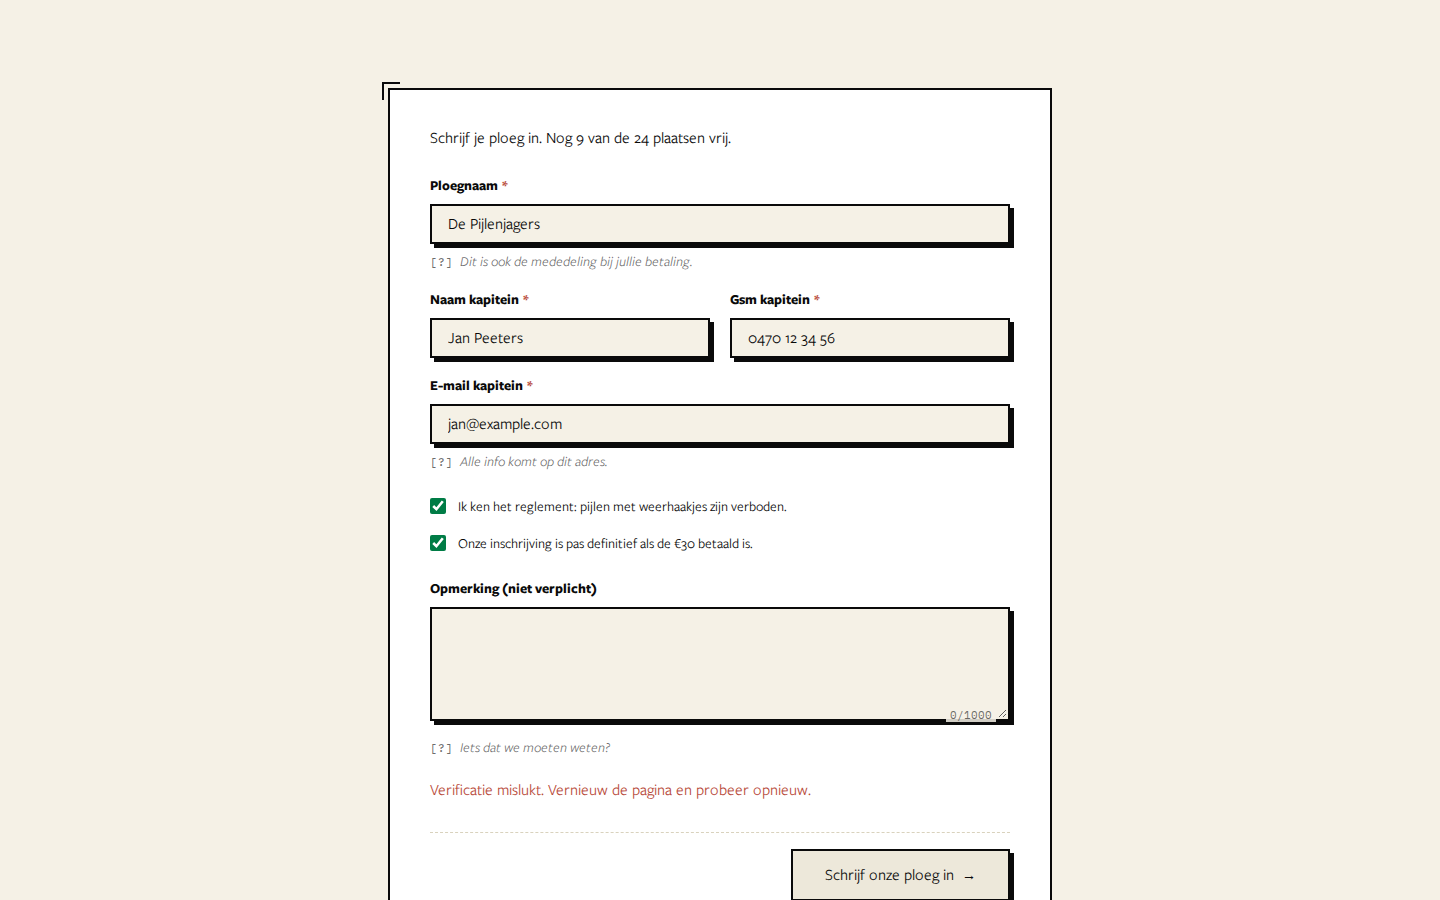 Schrijf je ploeg in. Nog 9 van de 24 plaatsen vrij.
Ploegnaam *
De Pijlenjagers
[?] Dit is ook de mededeling bij jullie betaling.
Naam kapitein * Gsm kapitein *
Jan Peeters 0470 12 34 56
E-mail kapitein *
jan@example.com
[?] Alle info komt op dit adres.
Ik ken het reglement: pijlen met weerhaakjes zijn verboden.
Onze inschrijving is pas definitief als de €30 betaald is.
Opmerking (niet verplicht)
0/1000
[?] Iets dat we moeten weten?
Verificatie mislukt. Vernieuw de pagina en probeer opnieuw.
Schrijf onze ploeg in →